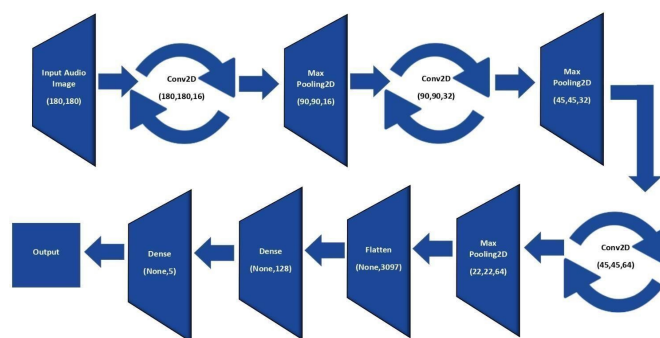 Input Audio
Image
(180,180)
Conv2D
(180,180,16)
Max
Pooling2D
(90,90,16)
Conv2D
(90,90,32)
Max
Pooling2D
(45,45,32)
Conv2D
(45,45,64)
Max
Pooling2D
(22,22,64)
Flatten
(None,3097)
Dense
(None,128)
Dense
(None,5)
Output